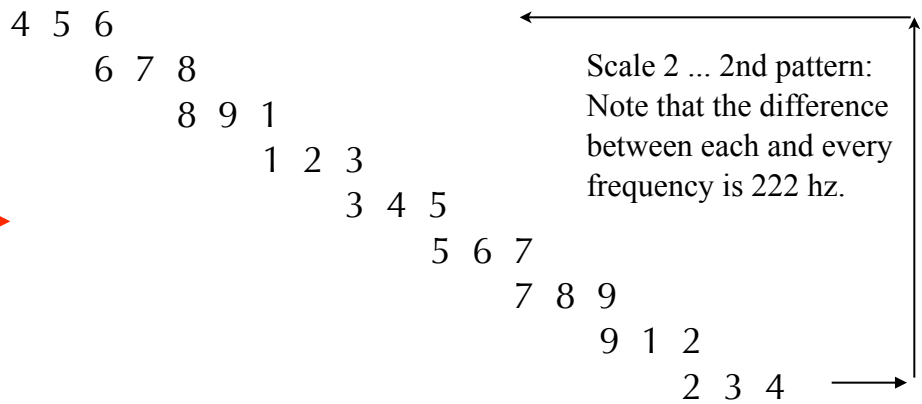 4 5 6
6 7 8
8 9 1
1 2 3
3 4 5
5 6 7
7 8 9
9 1 2
2 3 4
Scale 2 ... 2nd pattern:
Note that the difference
between each and every
frequency is 222 hz.